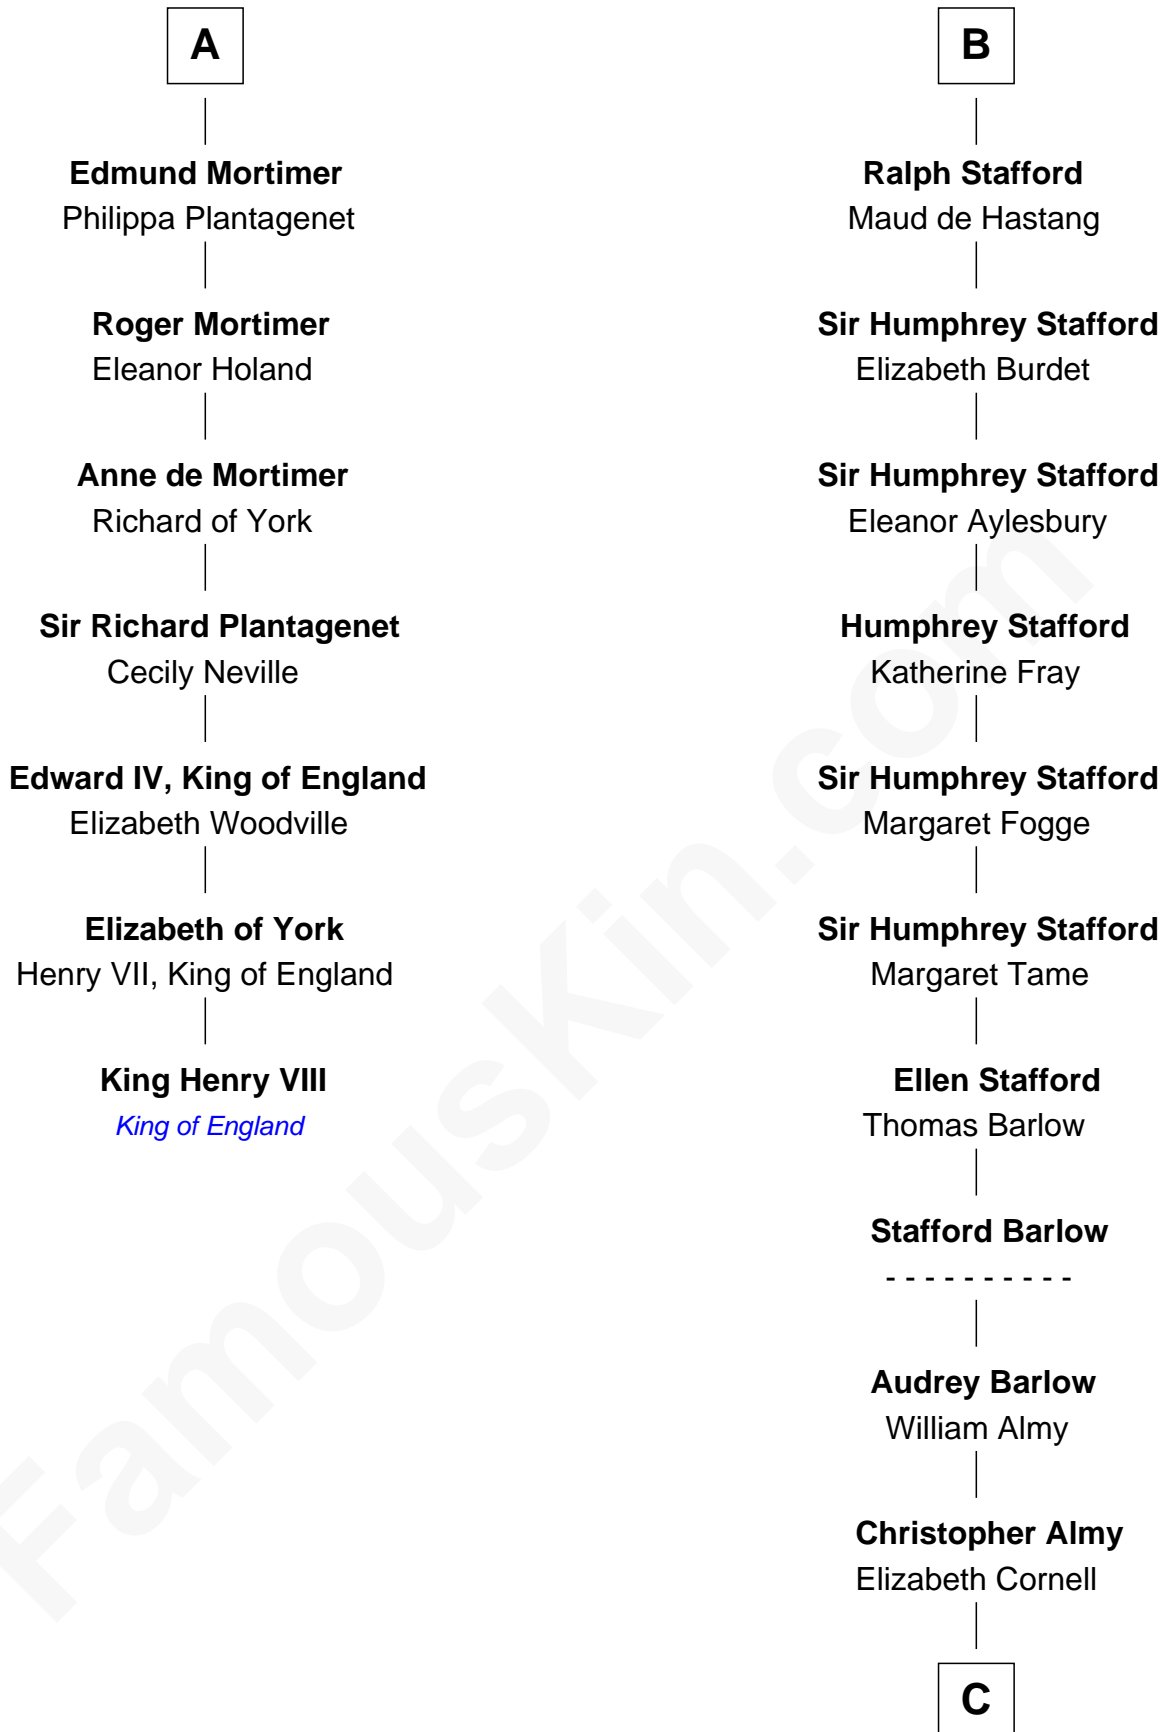 A
Edmund Mortimer
Philippa Plantagenet
Roger Mortimer
Eleanor Holand
Anne de Mortimer
Richard of York
Sir Richard Plantagenet
Cecily Neville
Edward IV, King of England
Elizabeth Woodville
Elizabeth of York
Henry VII, King of England
King Henry VIII
King of England
B
Ralph Stafford
Maud de Hastang
Sir Humphrey Stafford
Elizabeth Burdet
Sir Humphrey Stafford
Eleanor Aylesbury
Humphrey Stafford
Katherine Fray
Sir Humphrey Stafford
Margaret Fogge
Sir Humphrey Stafford
Margaret Tame
Ellen Stafford
Thomas Barlow
Stafford Barlow
- - - - - - - - - -
Audrey Barlow
William Almy
Christopher Almy
Elizabeth Cornell
C
FamousKin.com